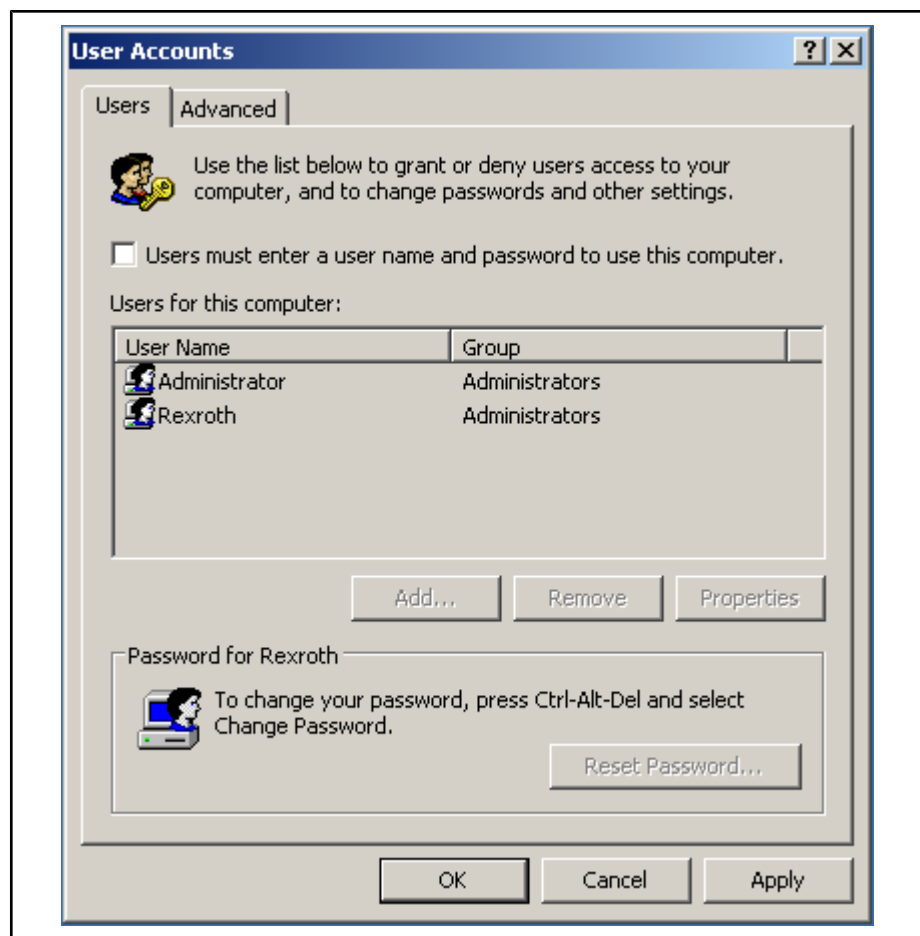 User Accounts
Users Advanced
Use the list below to grant or deny users access to your
computer, and to change passwords and other settings.
Users must enter a user name and password to use this computer.
Users for this computer:
User Name Group
Administrator Administrators
Rexroth Administrators
Add... Remove Properties
Password for Rexroth
To change your password, press Ctrl-Alt-Del and select
Change Password.
Reset Password...
OK Cancel Apply